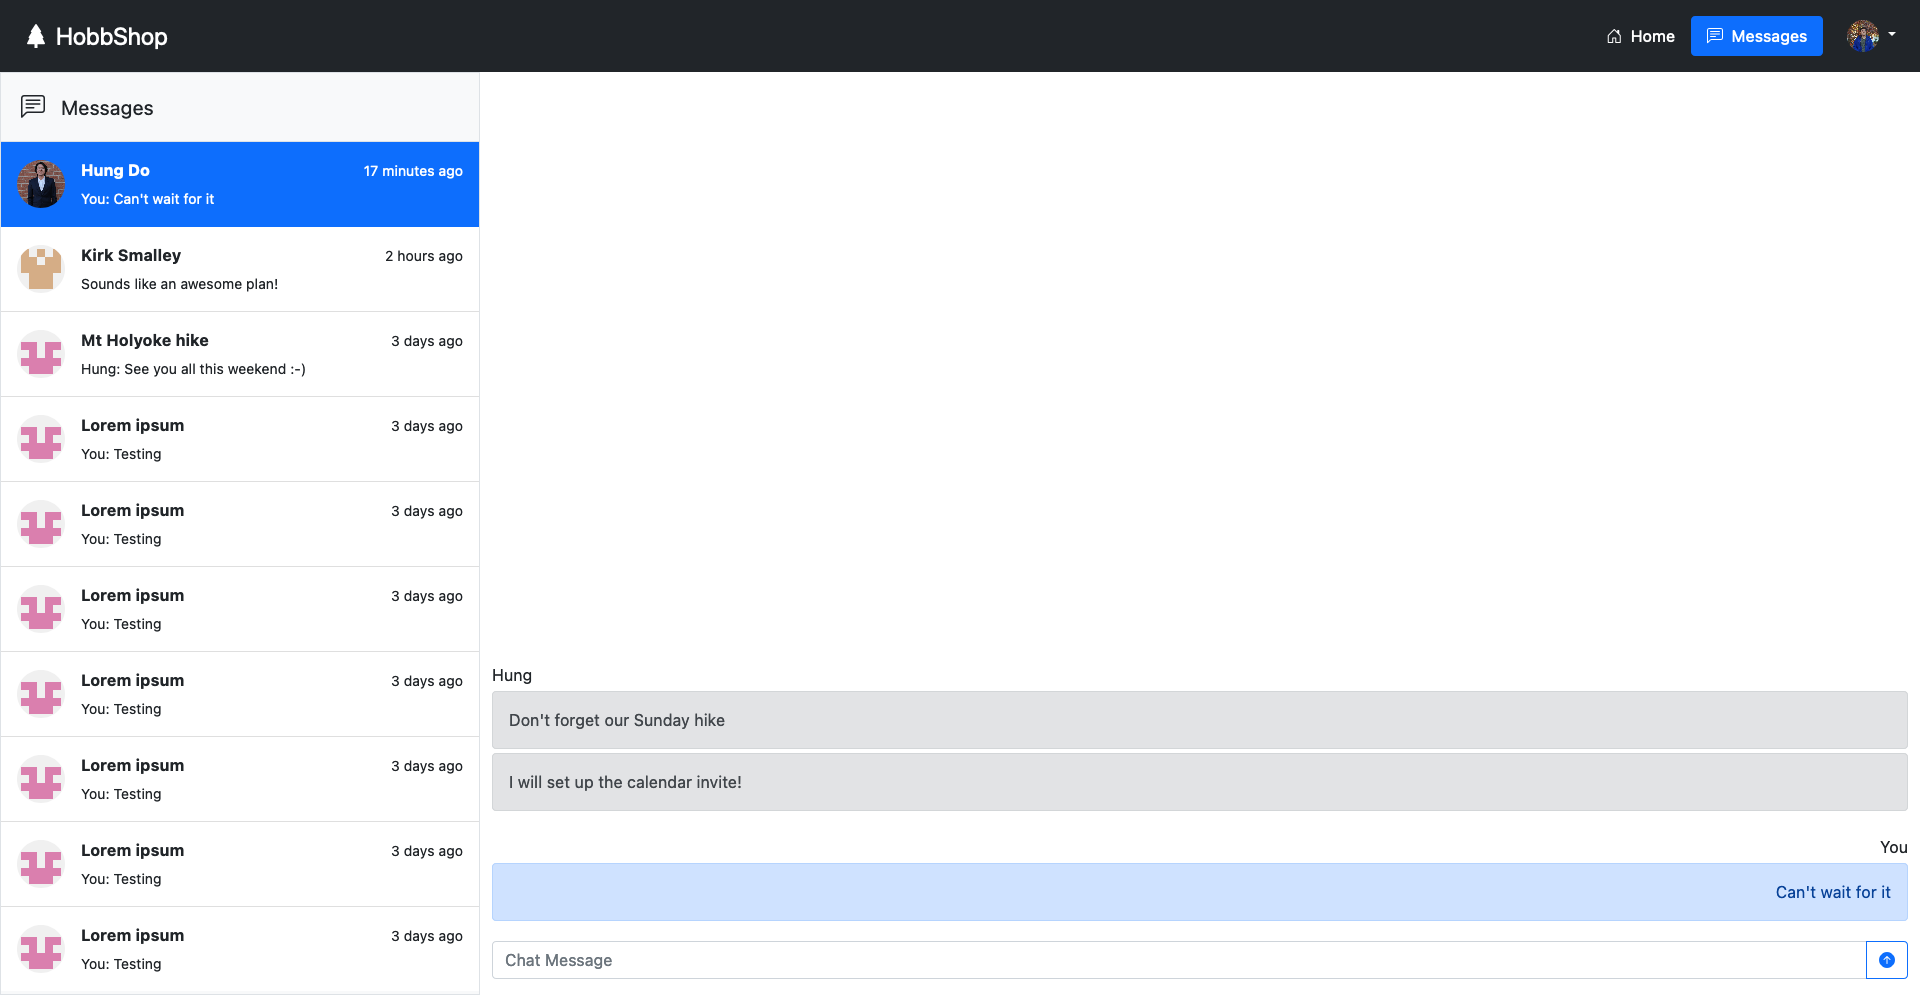 HobbShop
Home
Messages
Messages
Hung Do
17 minutes ago
You: Can't wait for it
Kirk Smalley
2 hours ago
Sounds like an awesome plan!
Mt Holyoke hike
3 days ago
Hung: See you all this weekend :-)
Lorem ipsum
3 days ago
You: Testing
Lorem ipsum
3 days ago
You: Testing
Lorem ipsum
3 days ago
You: Testing
Lorem ipsum
3 days ago
You: Testing
Lorem ipsum
3 days ago
You: Testing
Lorem ipsum
3 days ago
You: Testing
Lorem ipsum
3 days ago
You: Testing
Hung
Don't forget our Sunday hike
I will set up the calendar invite!
You
Can't wait for it
Chat Message